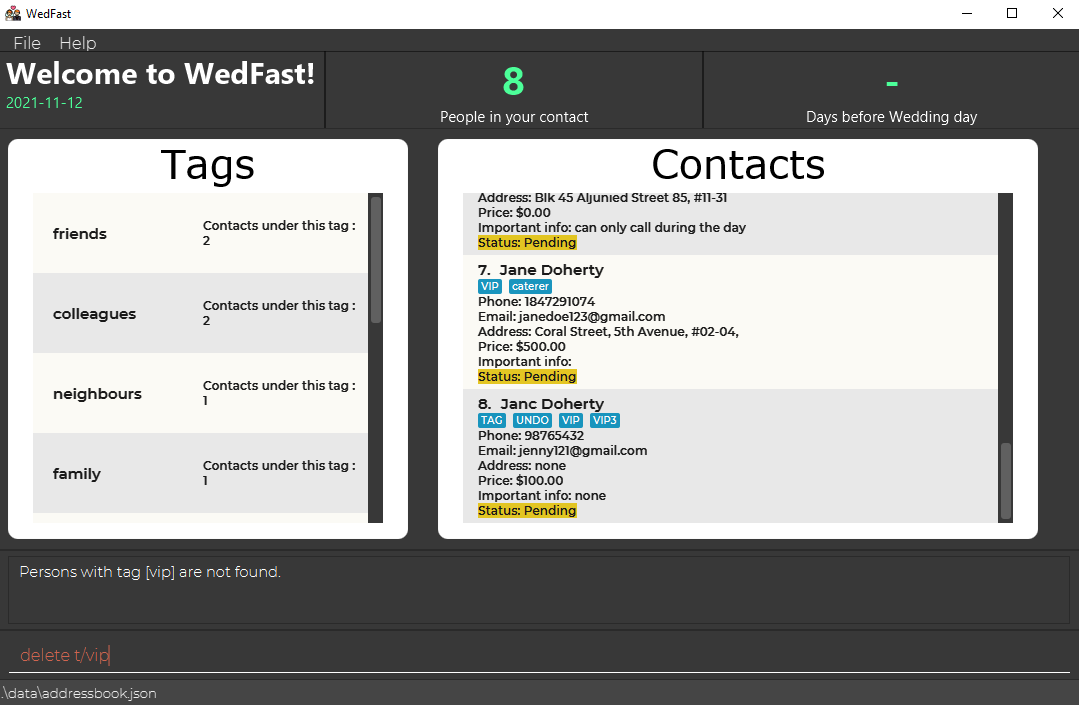 WedFast
File Help
Welcome to WedFast!
2021-11-12
8
People in your contact
-
Days before Wedding day
Tags
friends
Contacts under this tag :
2
colleagues
Contacts under this tag :
2
neighbours
Contacts under this tag :
1
family
Contacts under this tag :
1
Contacts
Address: Blk 45 Aljunied Street 85, #11-31
Price: $0.00
Important info: can only call during the day
Status: Pending
7. Jane Doherty
VIP caterer
Phone: 1847291074
Email: janedoe123@gmail.com
Address: Coral Street, 5th Avenue, #02-04,
Price: $500.00
Important info:
Status: Pending
8. Janc Doherty
TAG UNDO VIP VIP3
Phone: 98765432
Email: jenny121@gmail.com
Address: none
Price: $100.00
Important info: none
Status: Pending
Persons with tag [vip] are not found.
delete t/vip
.\data\addressbook.json